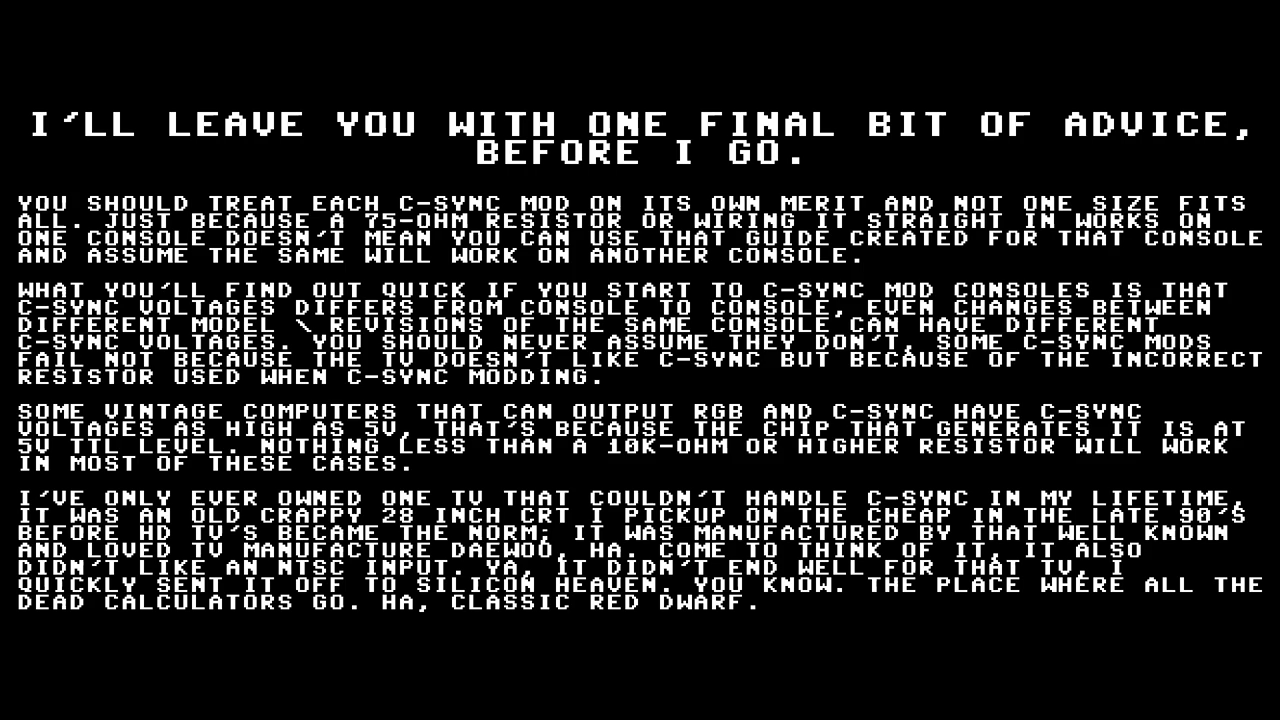 I'LL LEAVE YOU WITH ONE FINAL BIT OF ADVICE,
BEFORE I GO.
YOU SHOULD TREAT EACH C-SYNC MOD ON ITS OWN MERIT AND NOT ONE SIZE FITS
ALL. JUST BECAUSE A 75-OHM RESISTOR OR WIRING IT STRAIGHT IN WORKS ON
ONE CONSOLE DOESN'T MEAN YOU CAN USE THAT GUIDE CREATED FOR THAT CONSOLE
AND ASSUME THE SAME WILL WORK ON ANOTHER CONSOLE.
WHAT YOU'LL FIND OUT QUICK IF YOU START TO C-SYNC MOD CONSOLES IS THAT
C-SYNC VOLTAGES DIFFERS FROM CONSOLE TO CONSOLE, EVEN CHANGES BETWEEN
DIFFERENT MODEL \ REVISIONS OF THE SAME CONSOLE CAN HAVE DIFFERENT
C-SYNC VOLTAGES. YOU SHOULD NEVER ASSUME THEY DON'T, SOME C-SYNC MODS
FAIL NOT BECAUSE THE TV DOESN'T LIKE C-SYNC BUT BECAUSE OF THE INCORRECT
RESISTOR USED WHEN C-SYNC MODDING.
SOME VINTAGE COMPUTERS THAT CAN OUTPUT RGB AND C-SYNC HAVE C-SYNC
VOLTAGES AS HIGH AS 5V, THAT'S BECAUSE THE CHIP THAT GENERATES IT IS AT
5V TTL LEVEL. NOTHING LESS THAN A 10K-OHM OR HIGHER RESISTOR WILL WORK
IN MOST OF THESE CASES.
I'VE ONLY EVER OWNED ONE TV THAT COULDN'T HANDLE C-SYNC IN MY LIFETIME,
IT WAS AN OLD CRAPPY 28 INCH CRT I PICKUP ON THE CHEAP IN THE LATE 90'S
BEFORE HD TV'S BECAME THE NORM; IT WAS MANUFACTURED BY THAT WELL KNOWN
AND LOVED TV MANUFACTURE DAEWOO, HA. COME TO THINK OF IT, IT ALSO
DIDN'T LIKE AN NTSC INPUT. YA, IT DIDN'T END WELL FOR THAT TV, I
QUICKLY SENT IT OFF TO SILICON HEAVEN. YOU KNOW. THE PLACE WHERE ALL THE
DEAD CALCULATORS GO. HA, CLASSIC RED DWARF.